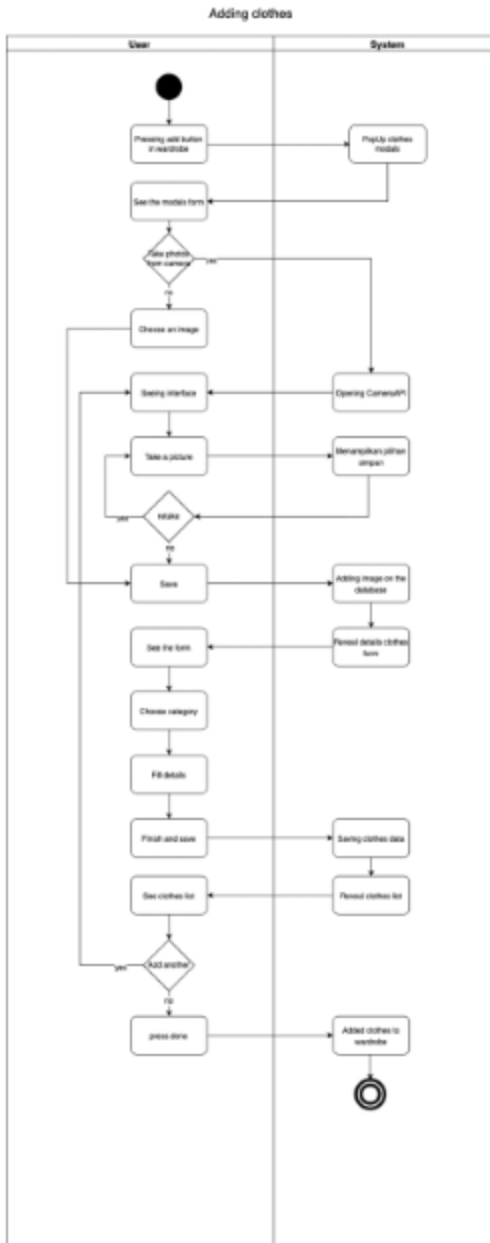 Adding clothes
User
System
Pressing add button
in wardrobe
PopUp clothes
modals
See the modals form
Take photos
from camera
yes
no
Choose an image
Seeing interface
Opening CameraAPI
Take a picture
Menampilkan pilihan
simpan
retake
yes
no
Save
Adding image on the
database
See the form
Reveal details clothes
form
Choose category
Fill details
Finish and save
Saving clothes data
See clothes list
Reveal clothes list
Add another
yes
no
press done
Added clothes to
wardrobe